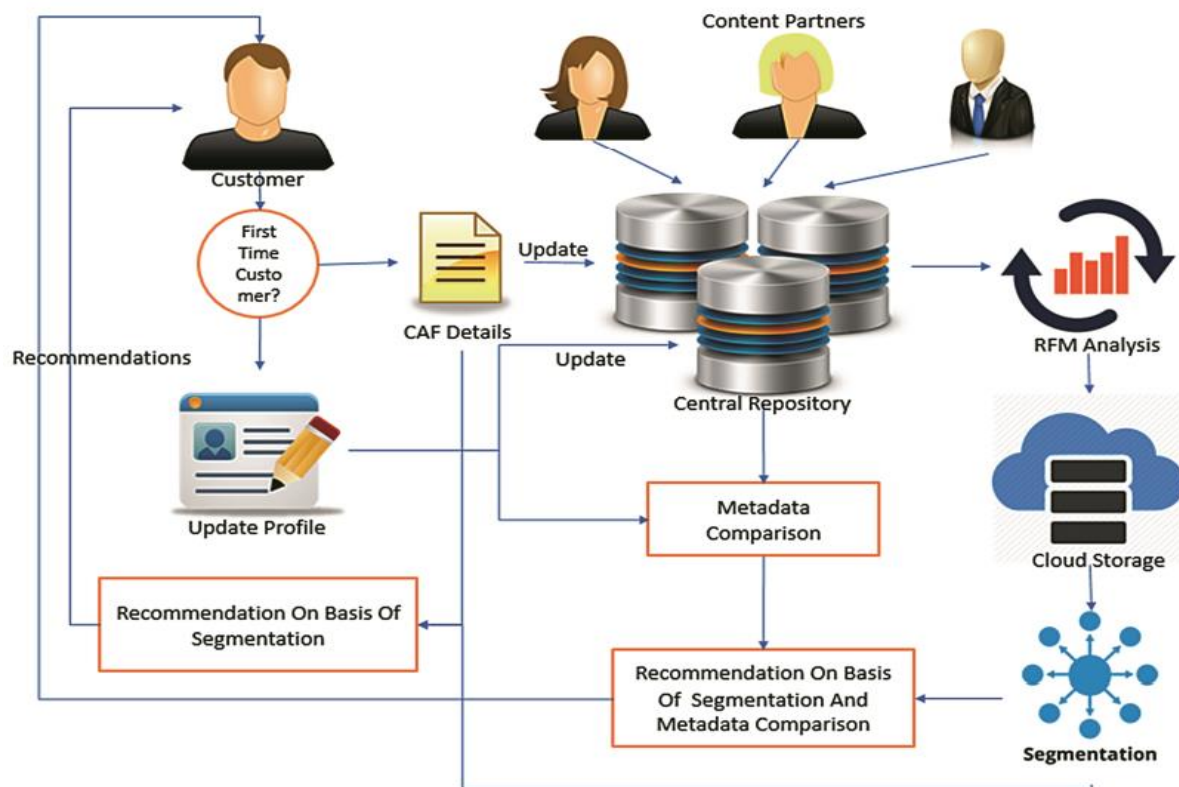 Content Partners
Customer
First
Time
Custo
mer?
Update
CAF Details
RFM Analysis
Recommendations
Update
Central Repository
Metadata
Comparison
Update Profile
Cloud Storage
Recommendation On Basis Of
Segmentation
Recommendation On Basis
Of Segmentation And
Metadata Comparison
Segmentation